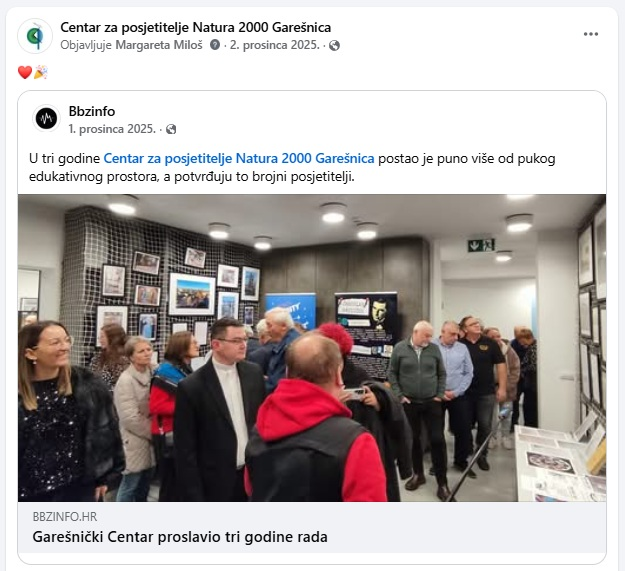 Centar za posjetitelje Natura 2000 Garešnica
Objavljuje Margareta Miloš · 2. prosinca 2025. ·
❤️🎉
Bbzinfo
1. prosinca 2025. ·
U tri godine Centar za posjetitelje Natura 2000 Garešnica postao je puno više od pukog
edukativnog prostora, a potvrđuju to brojni posjetitelji.
BBZINFO.HR
Garešnički Centar proslavio tri godine rada